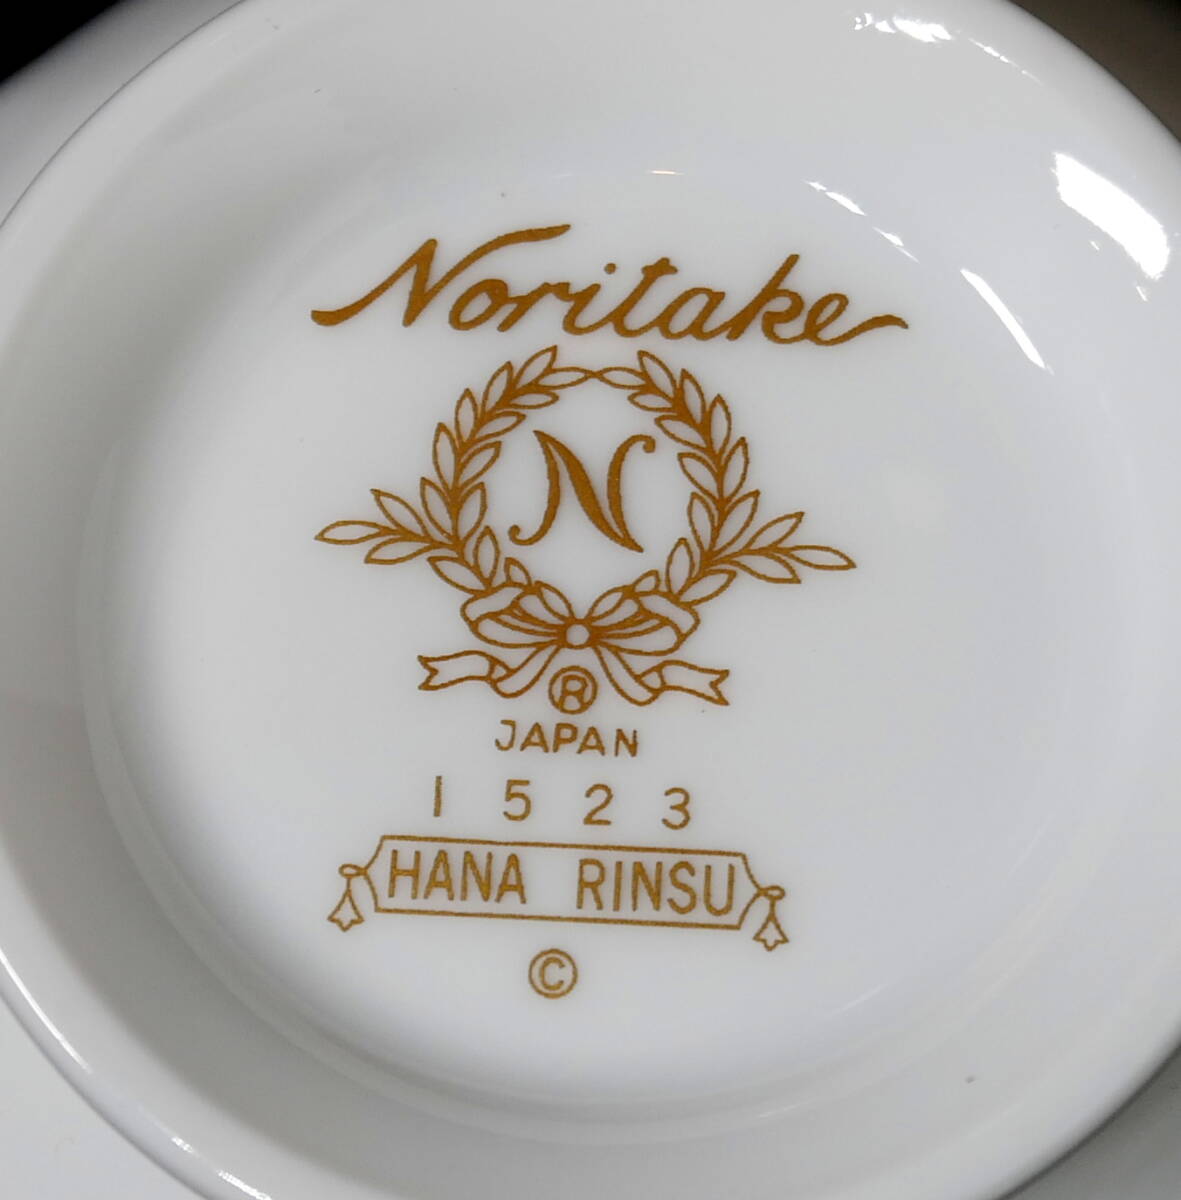 Noritake
N
®
JAPAN
1523
HANA RINSU
©